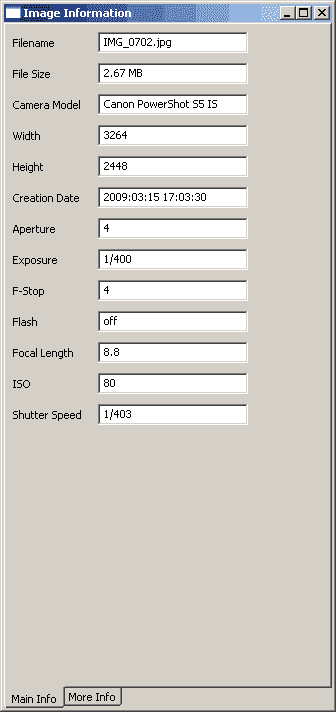 Image Information
Filename IMG_0702.jpg
File Size 2.67 MB
Camera Model Canon PowerShot S5 IS
Width 3264
Height 2448
Creation Date 2009:03:15 17:03:30
Aperture 4
Exposure 1/400
F-Stop 4
Flash off
Focal Length 8.8
ISO 80
Shutter Speed 1/403
Main Info More Info